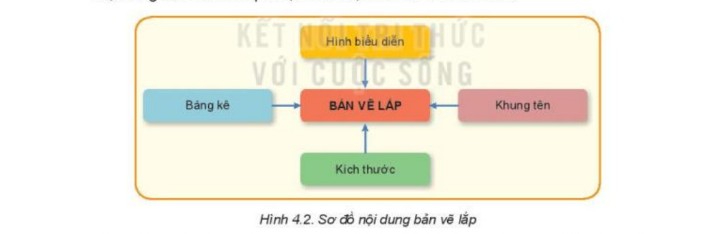 KẾT NỐI TRI THỨC
VỚI CUỘC SỐNG
Hình biểu diễn
Bảng kê
BẢN VẼ LẮP
Khung tên
Kích thước
Hình 4.2. Sơ đồ nội dung bản vẽ lắp